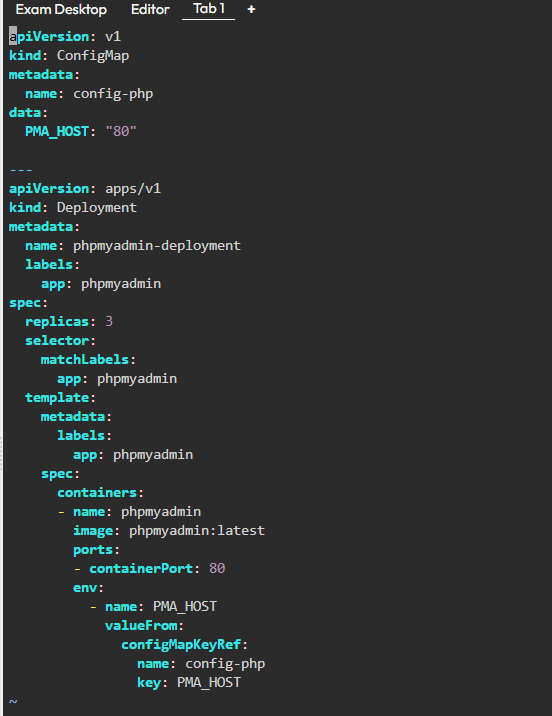 Exam Desktop Editor Tab 1 +
apiVersion: v1
kind: ConfigMap
metadata:
  name: config-php
data:
  PMA_HOST: "80"

---
apiVersion: apps/v1
kind: Deployment
metadata:
  name: phpmyadmin-deployment
  labels:
    app: phpmyadmin
spec:
  replicas: 3
  selector:
    matchLabels:
      app: phpmyadmin
  template:
    metadata:
      labels:
        app: phpmyadmin
    spec:
      containers:
      - name: phpmyadmin
        image: phpmyadmin:latest
        ports:
        - containerPort: 80
        env:
          - name: PMA_HOST
            valueFrom:
              configMapKeyRef:
                name: config-php
                key: PMA_HOST
~